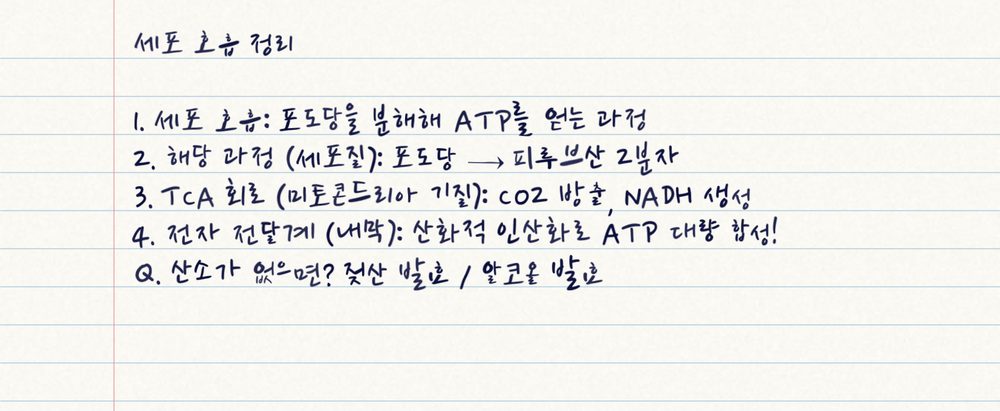 세포 호흡 정리
1. 세포 호흡: 포도당을 분해해 ATP를 얻는 과정
2. 해당 과정 (세포질): 포도당 → 피루브산 2분자
3. TCA 회로 (미토콘드리아 기질): CO2 방출, NADH 생성
4. 전자 전달계 (내막): 산화적 인산화로 ATP 대량 합성!
Q. 산소가 없으면? 젖산 발효 / 알코올 발효